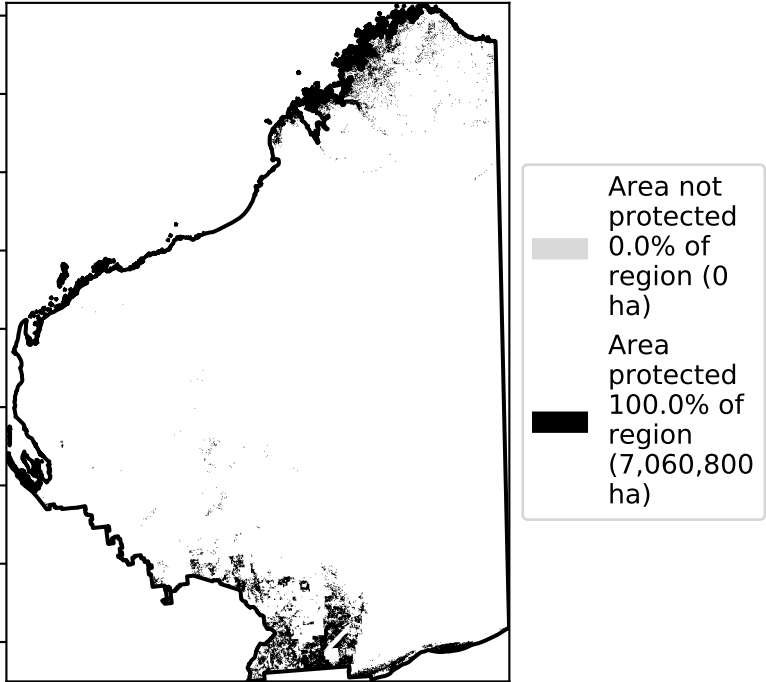 Area not
protected
0.0% of
region (0
ha)
Area
protected
100.0% of
region
(7,060,800
ha)